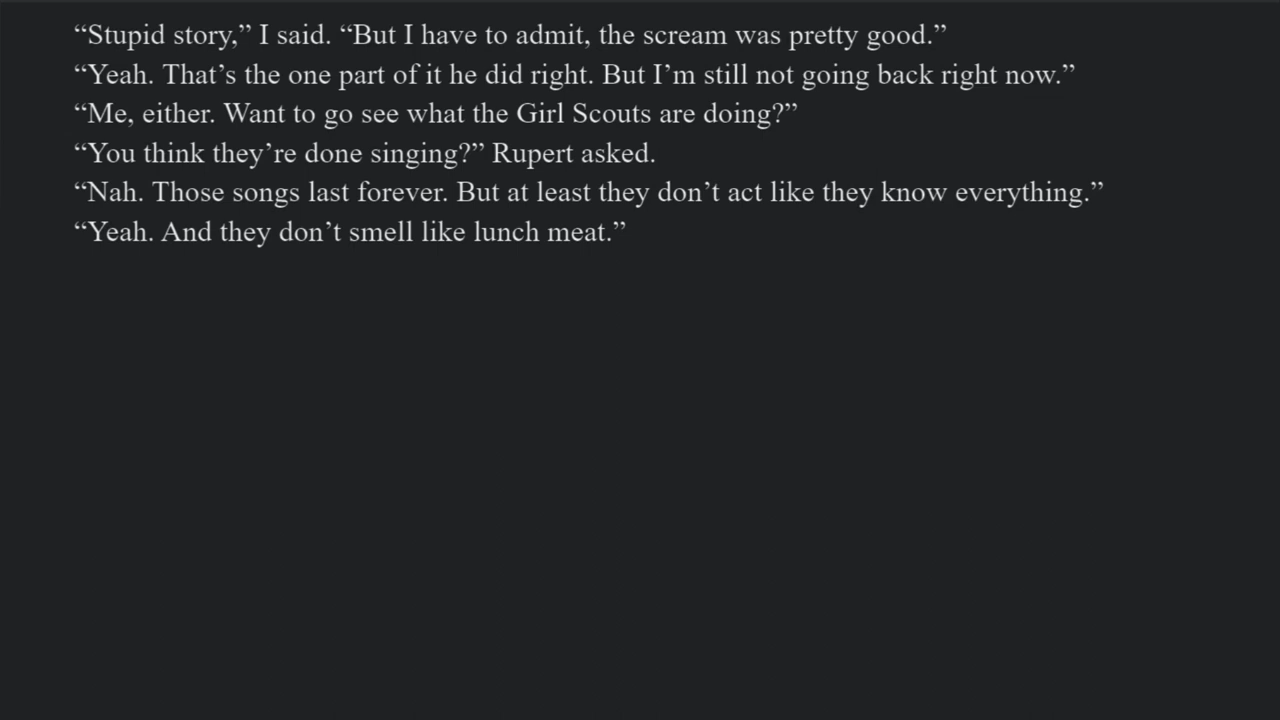 “Stupid story,” I said. “But I have to admit, the scream was pretty good.”
“Yeah. That’s the one part of it he did right. But I’m still not going back right now.”
“Me, either. Want to go see what the Girl Scouts are doing?”
“You think they’re done singing?” Rupert asked.
“Nah. Those songs last forever. But at least they don’t act like they know everything.”
“Yeah. And they don’t smell like lunch meat.”